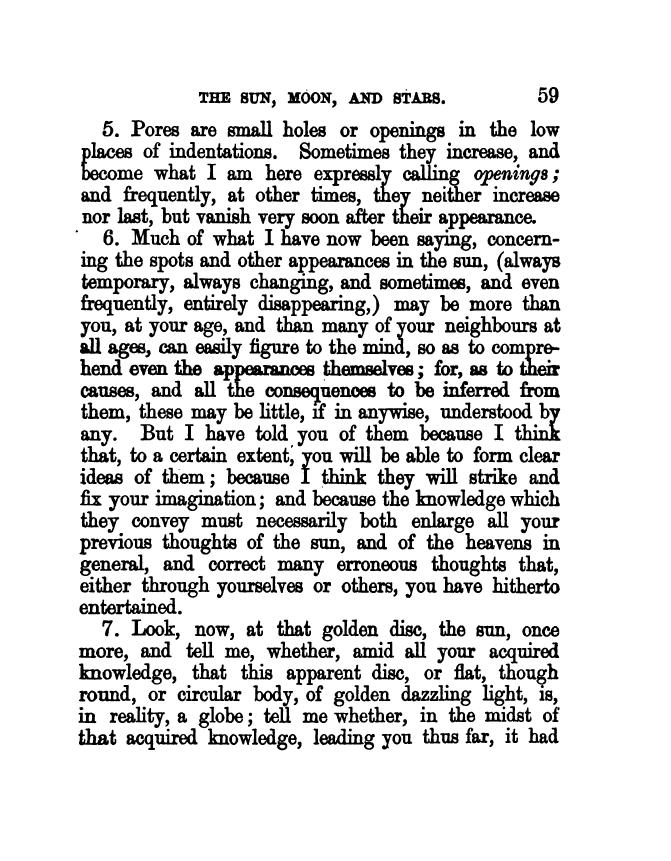 THE SUN, MOON, AND STARS. 59
5. Pores are small holes or openings in the low
places of indentations. Sometimes they increase, and
become what I am here expressly calling openings;
and frequently, at other times, they neither increase
nor last, but vanish very soon after their appearance.
6. Much of what I have now been saying, concern-
ing the spots and other appearances in the sun, (always
temporary, always changing, and sometimes, and even
frequently, entirely disappearing,) may be more than
you, at your age, and than many of your neighbours at
all ages, can easily figure to the mind, so as to compre-
hend even the appearances themselves; for, as to their
causes, and all the consequences to be inferred from
them, these may be little, if in anywise, understood by
any. But I have told you of them because I think
that, to a certain extent, you will be able to form clear
ideas of them; because I think they will strike and
fix your imagination; and because the knowledge which
they convey must necessarily both enlarge all your
previous thoughts of the sun, and of the heavens in
general, and correct many erroneous thoughts that,
either through yourselves or others, you have hitherto
entertained.
7. Look, now, at that golden disc, the sun, once
more, and tell me, whether, amid all your acquired
knowledge, that this apparent disc, or flat, though
round, or circular body, of golden dazzling light, is,
in reality, a globe; tell me whether, in the midst of
that acquired knowledge, leading you thus far, it had